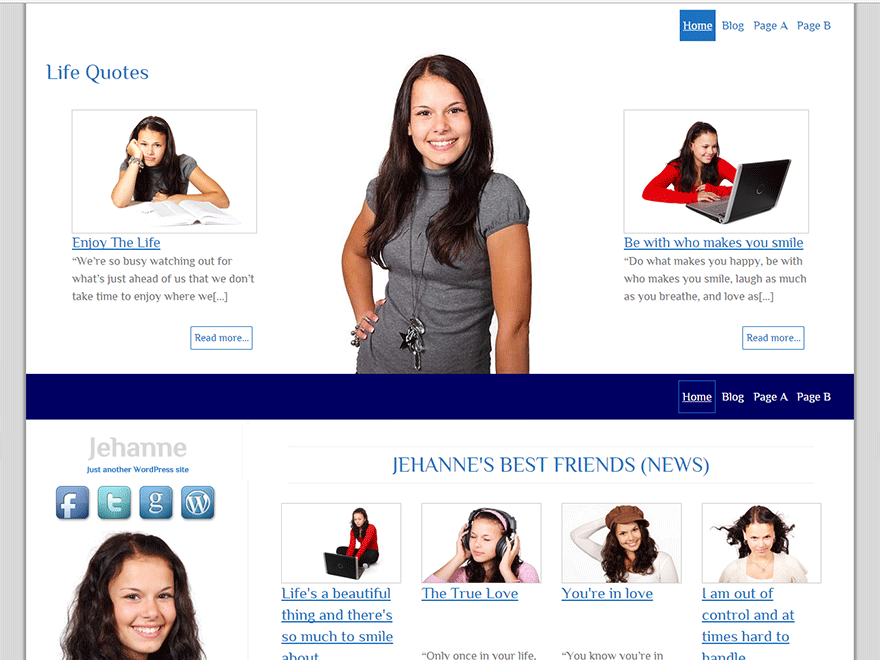 Home Blog Page A Page B
Life Quotes
Enjoy The Life
“We're so busy watching out for
what's just ahead of us that we don't
take time to enjoy where we[...]
Read more...
Be with who makes you smile
“Do what makes you happy, be with
who makes you smile, laugh as much
as you breathe, and love as[...]
Read more...
Home Blog Page A Page B
Jehanne
Just another WordPress site
JEHANNE'S BEST FRIENDS (NEWS)
Life's a beautiful
thing and there's
so much to smile
about
The True Love
“Only once in your life,
You're in love
“You know you're in
I am out of
control and at
times hard to
handle